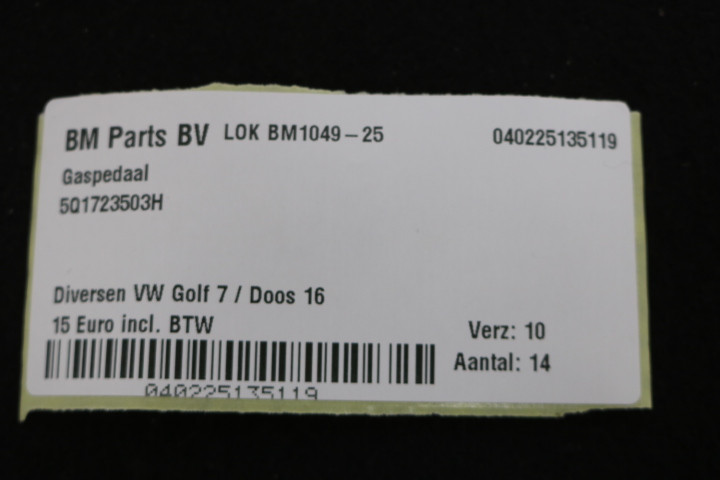 BM Parts BV LOK BM1049-25 040225135119
Gaspedaal
5Q1723503H
Diversen VW Golf 7 / Doos 16
15 Euro incl. BTW
Verz: 10
Aantal: 14
040225135119